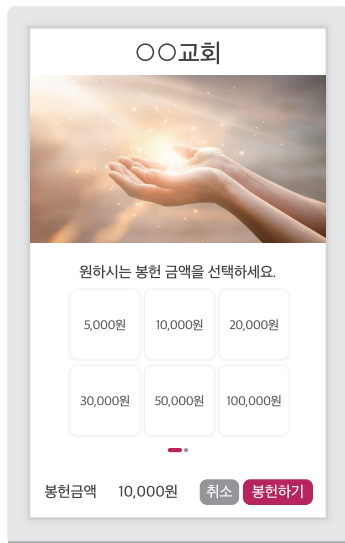 ○○교회
원하시는 봉헌 금액을 선택하세요.
5,000원 10,000원 20,000원
30,000원 50,000원 100,000원
봉헌금액 10,000원 취소 봉헌하기